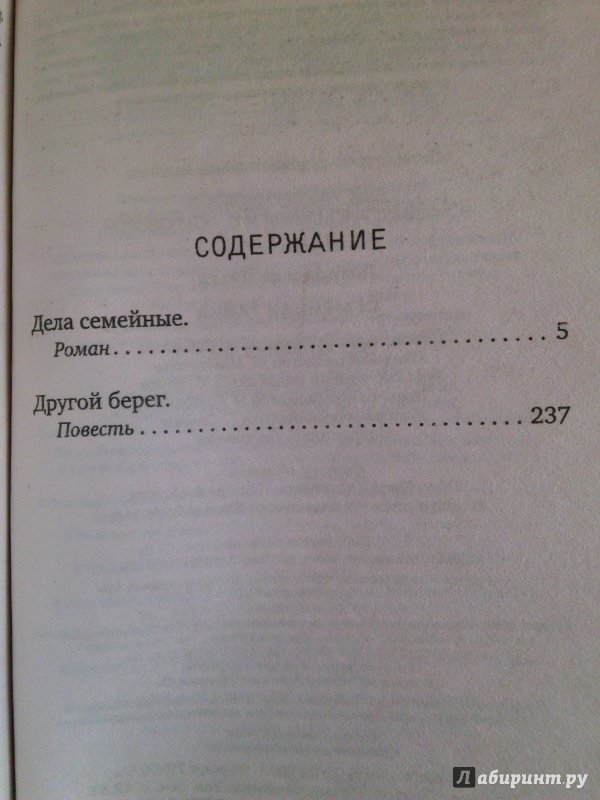 СОДЕРЖАНИЕ
Дела семейные.
Роман . . . . . . . . . . . . . . . . . . . . . . . . . . . . . . . . . . . . . . 5
Другой берег.
Повесть . . . . . . . . . . . . . . . . . . . . . . . . . . . . . . . . . 237
Лабиринт.ру